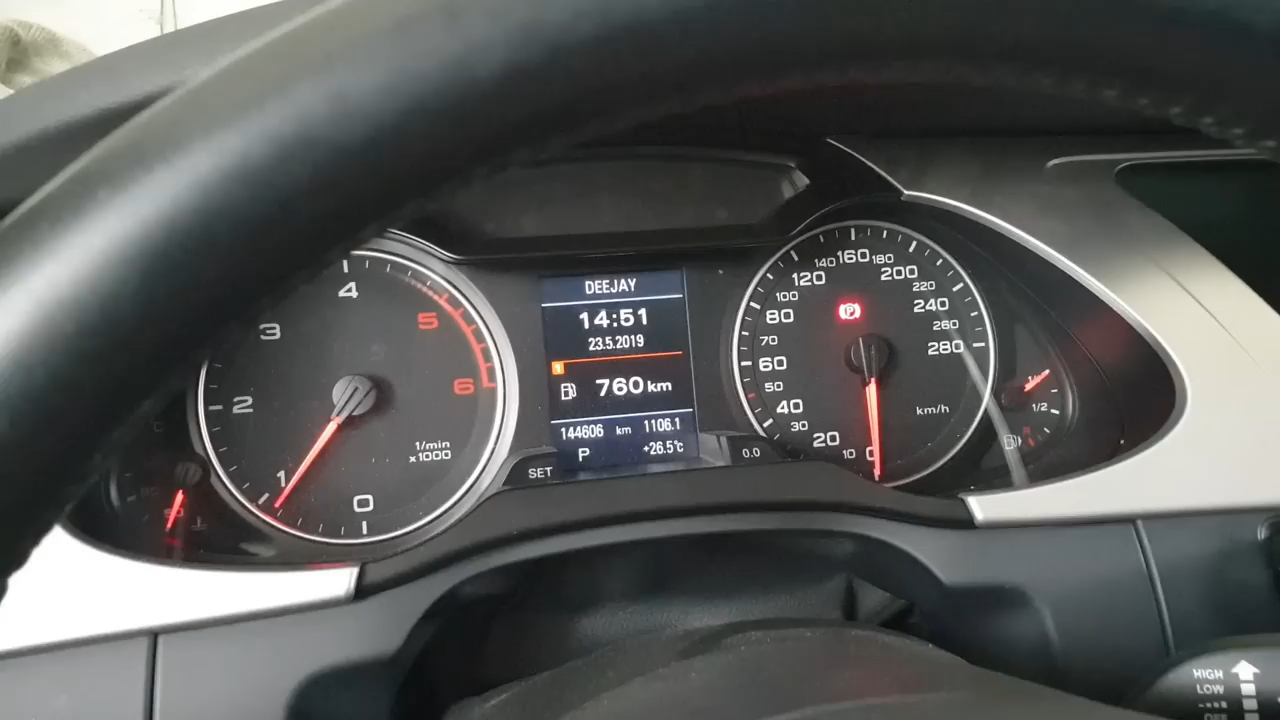 DEEJAY
14:51
23.5.2019
1
760 km
144606 km 1106.1
P +26.5°C
SET
0.0
0
1
2
3
4
5
6
1/min
x1000
0
10
20
30
40
50
60
70
80
100
120
140
160
180
200
220
240
260
280
P
km/h
1/2
HIGH
LOW